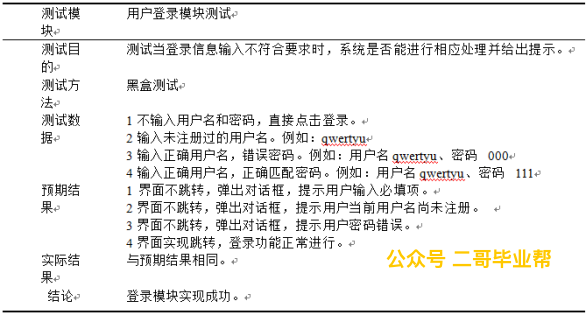 测试模 用户登录模块测试
块
测试目 测试当登录信息输入不符合要求时，系统是否能进行相应处理并给出提示。
的
测试方 黑盒测试
法
测试数 1 不输入用户名和密码，直接点击登录。
据 2 输入未注册过的用户名。例如：qwertyu
3 输入正确用户名，错误密码。例如：用户名 qwertyu、密码 000
4 输入正确用户名，正确匹配密码。例如：用户名 qwertyu、密码 111
预期结 1 界面不跳转，弹出对话框，提示用户输入必填项。
果 2 界面不跳转，弹出对话框，提示用户当前用户名尚未注册。
3 界面不跳转，弹出对话框，提示用户密码错误。
4 界面实现跳转，登录功能正常进行。
实际结 与预期结果相同。
果
公众号 二哥毕业帮
结论 登录模块实现成功。